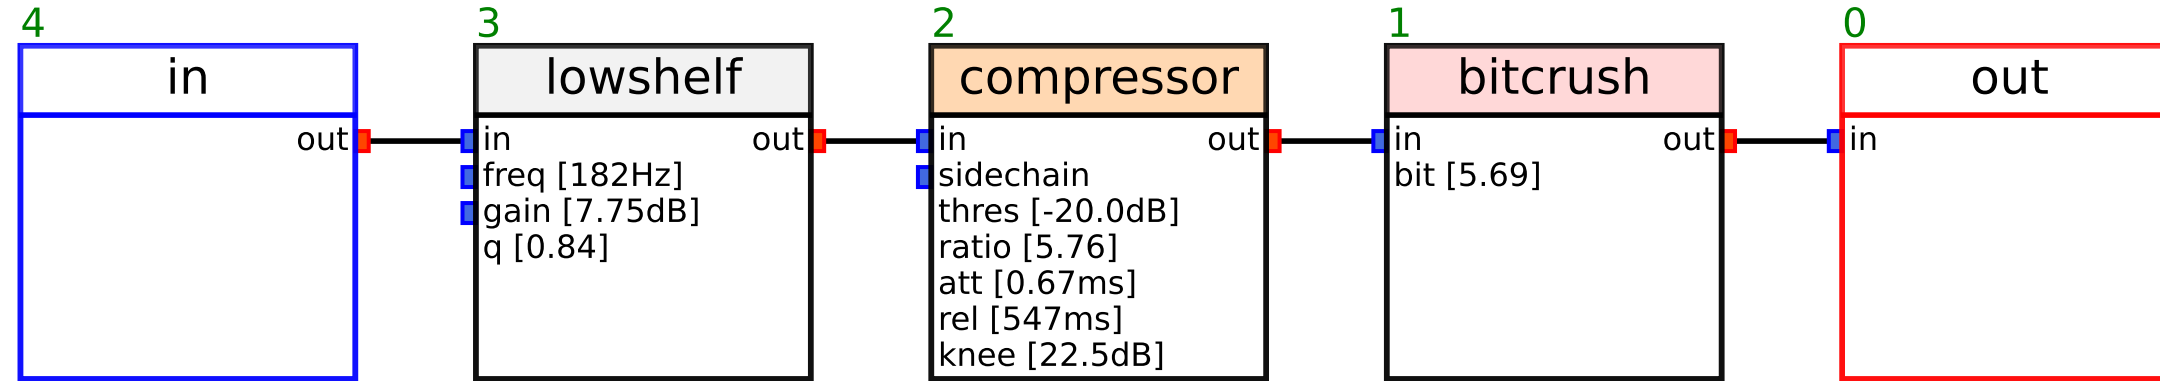 4
in
out
3
lowshelf
in
out
freq [182Hz]
gain [7.75dB]
q [0.84]
2
compressor
in
out
sidechain
thres [-20.0dB]
ratio [5.76]
att [0.67ms]
rel [547ms]
knee [22.5dB]
1
bitcrush
in
out
bit [5.69]
0
out
in